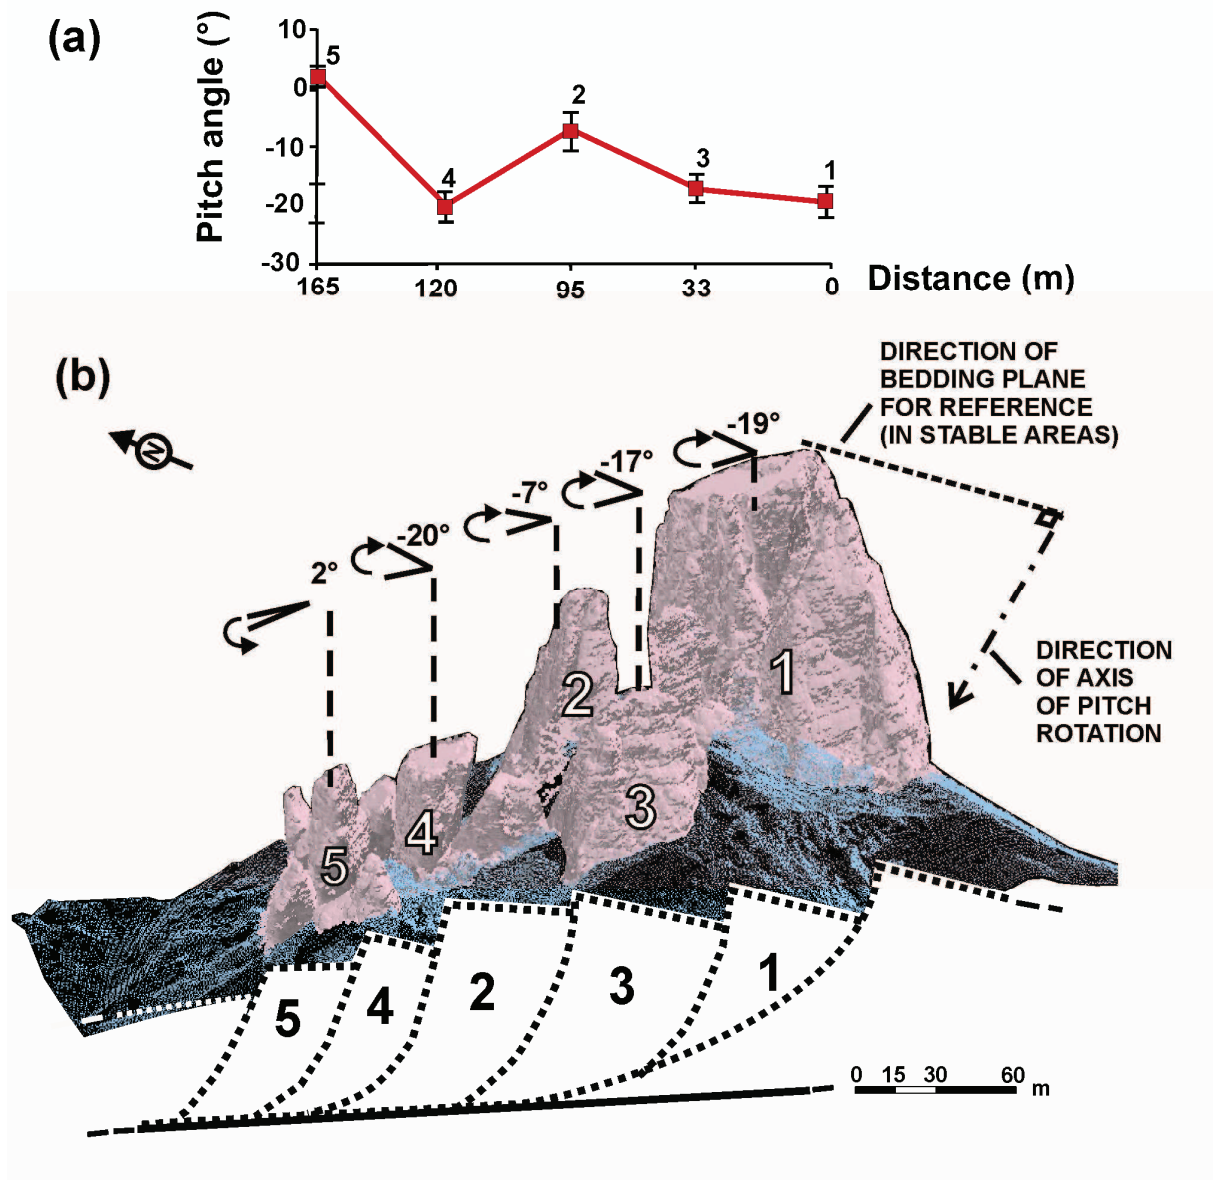 (a)
Pitch angle (°)
10
0
-10
-20
-30
5
4
2
3
1
165
120
95
33
0
Distance (m)
(b)
N
DIRECTION OF
BEDDING PLANE
FOR REFERENCE
(IN STABLE AREAS)
-19°
-17°
-7°
-20°
2°
DIRECTION
OF AXIS
OF PITCH
ROTATION
1
2
3
4
5
5
4
2
3
1
0 15 30 60 m